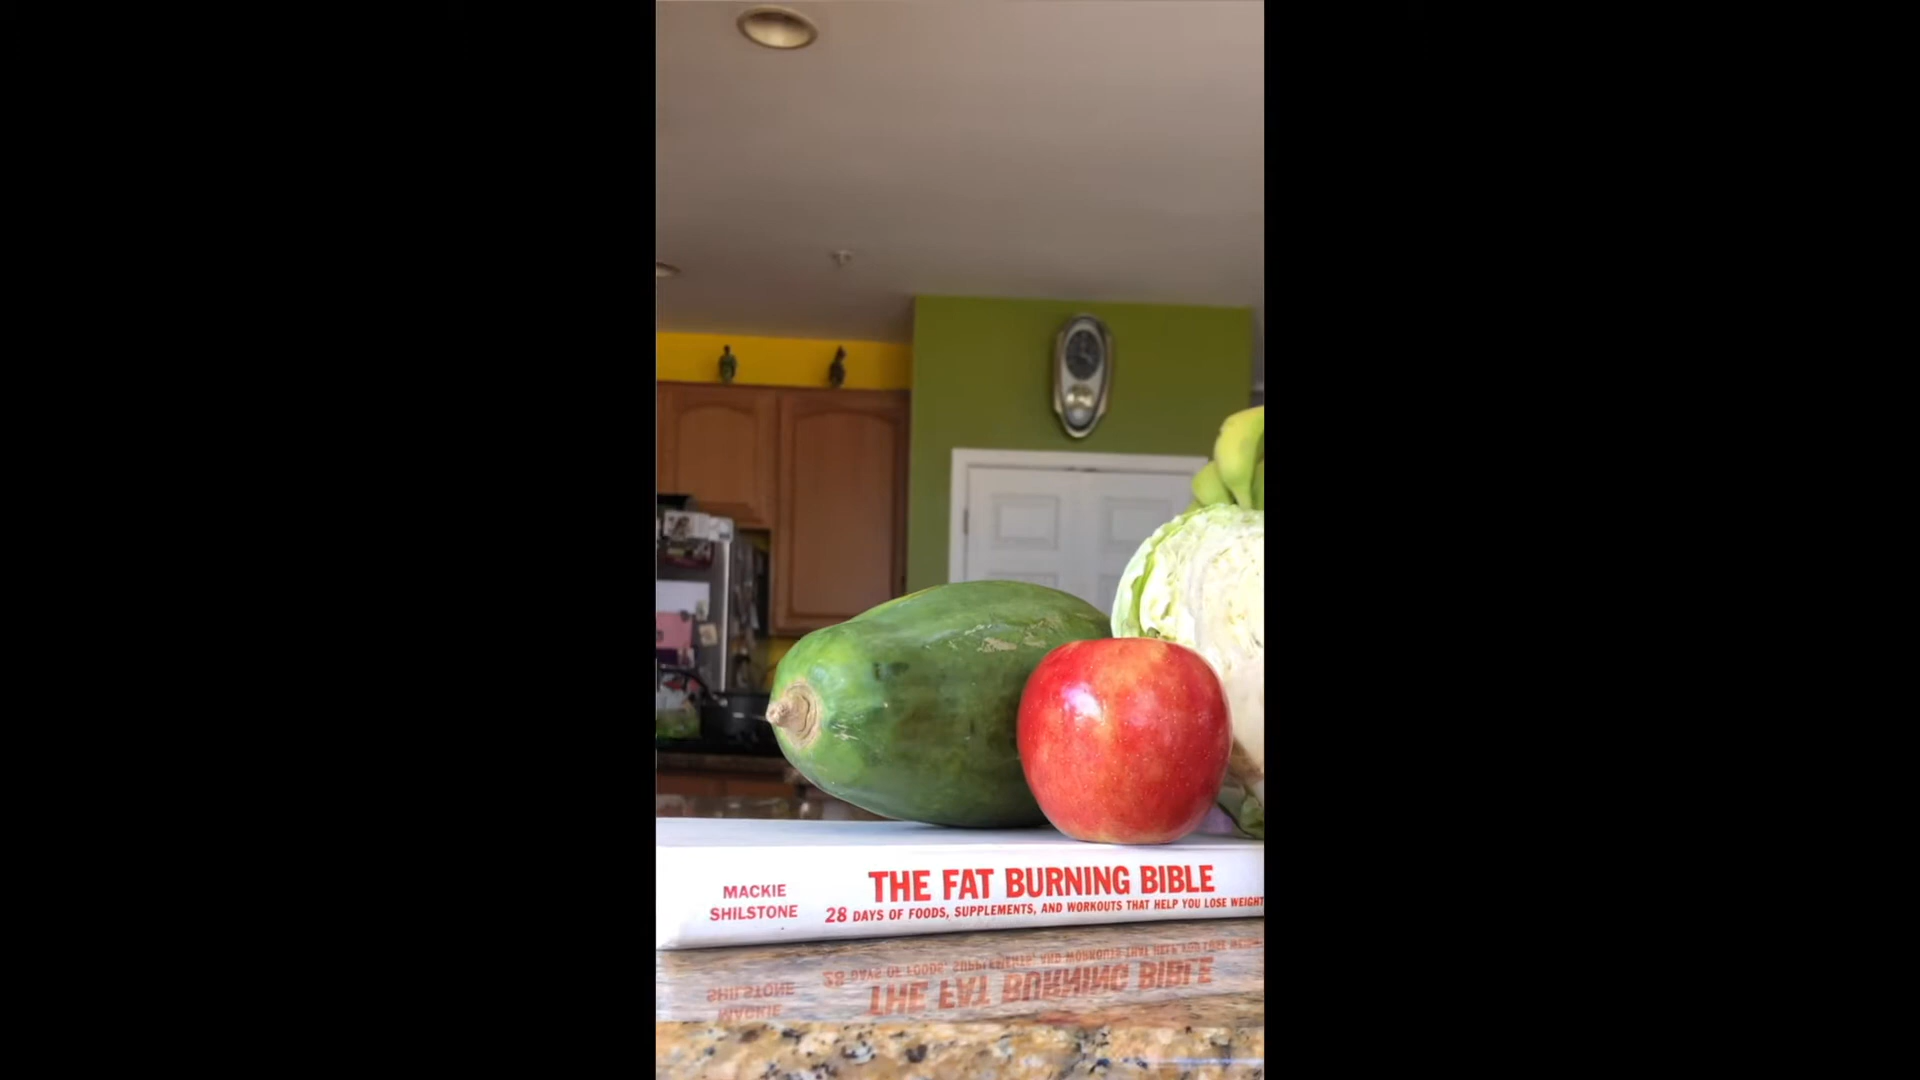 MACKIE
SHILSTONE
THE FAT BURNING BIBLE
28 DAYS OF FOODS, SUPPLEMENTS, AND WORKOUTS THAT HELP YOU LOSE WEIGHT